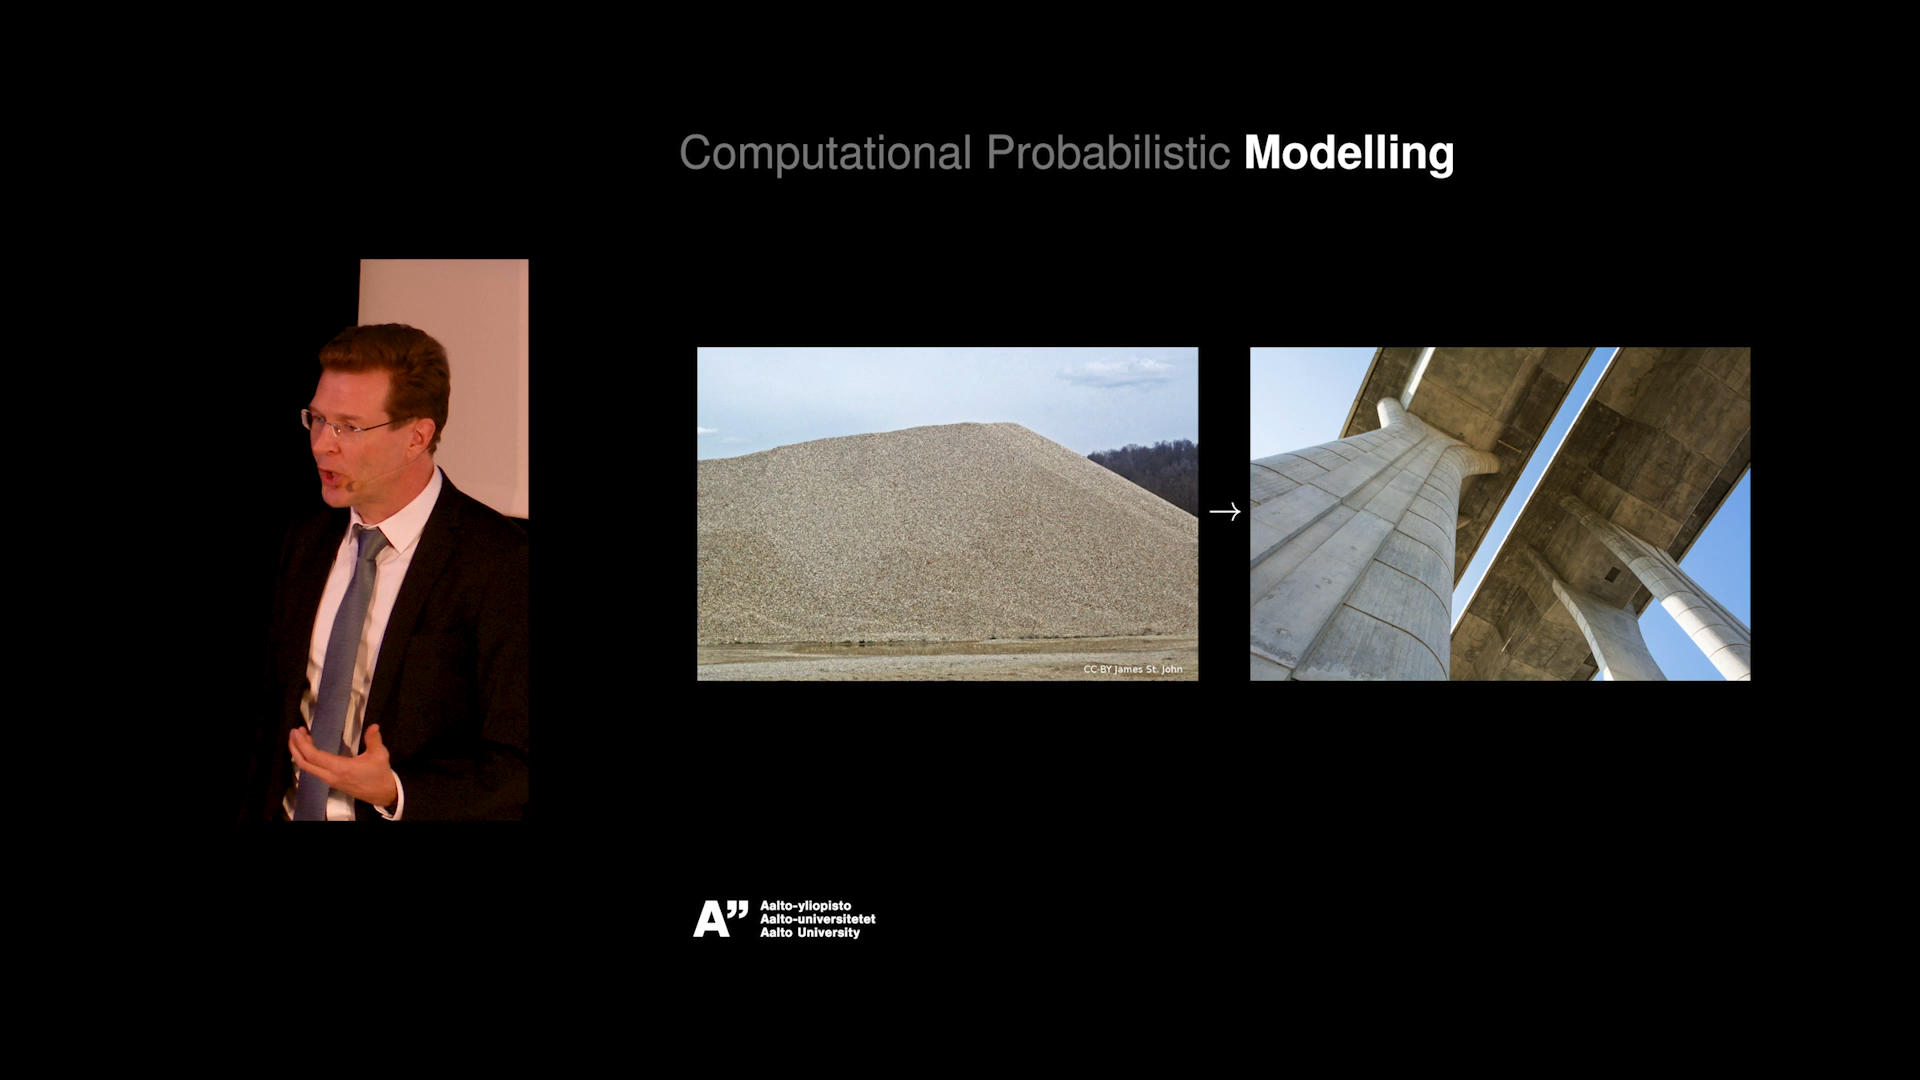 Computational Probabilistic Modelling
CC-BY James St. John
→
A”
Aalto-yliopisto
Aalto-universitetet
Aalto University